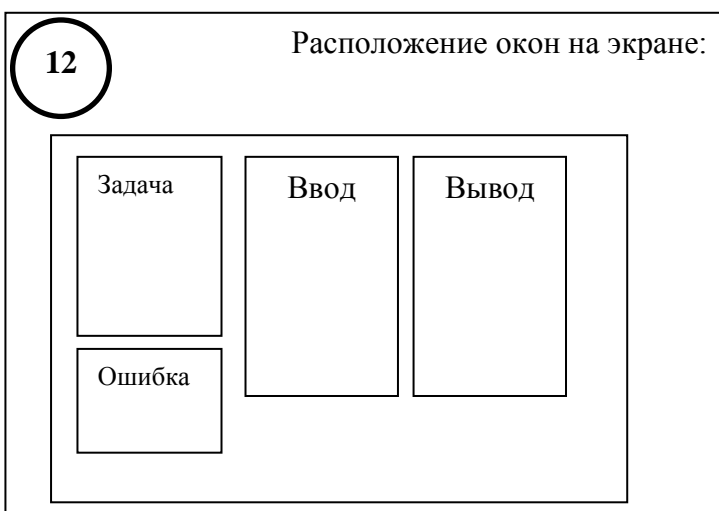 12
Расположение окон на экране:
Задача
Ввод
Вывод
Ошибка